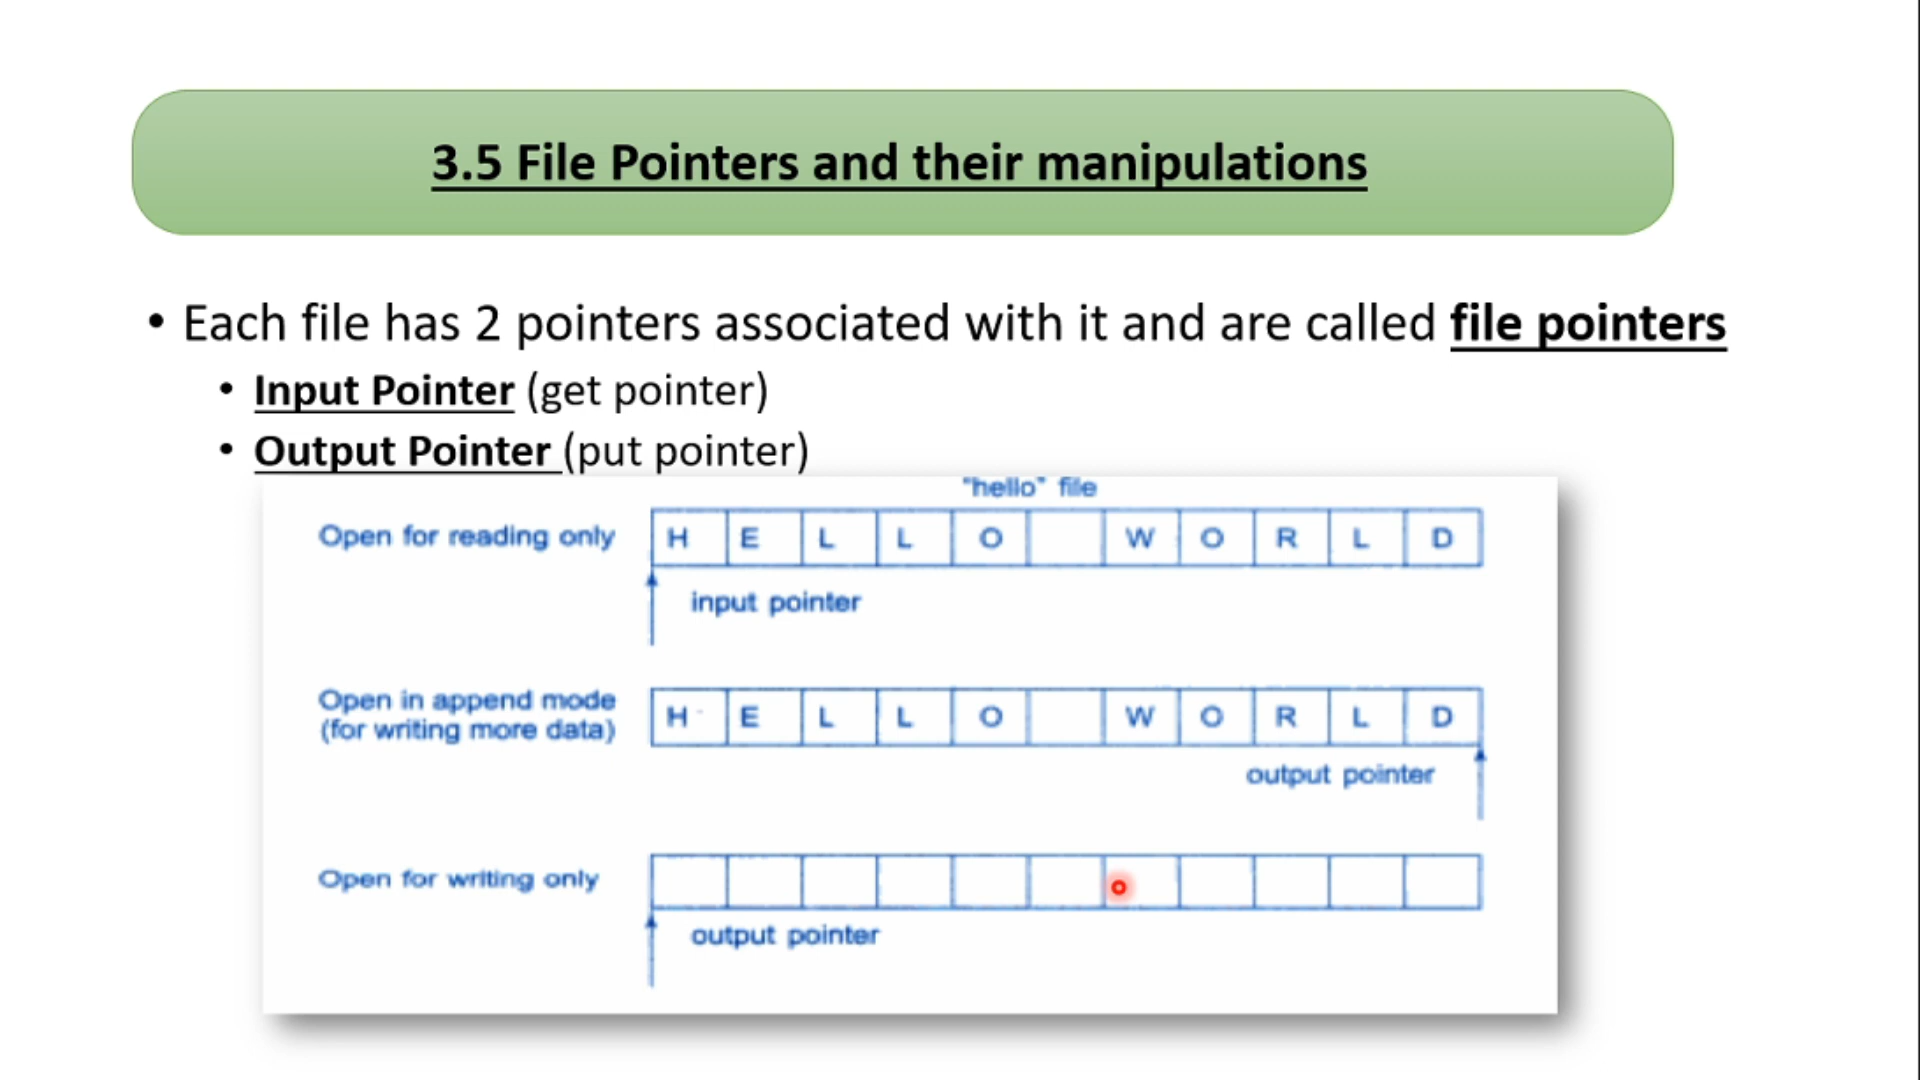 3.5 File Pointers and their manipulations
• Each file has 2 pointers associated with it and are called file pointers
• Input Pointer (get pointer)
• Output Pointer (put pointer)
"hello" file
Open for reading only
H E L L O W O R L D
input pointer
Open in append mode
(for writing more data)
H E L L O W O R L D
output pointer
Open for writing only
output pointer